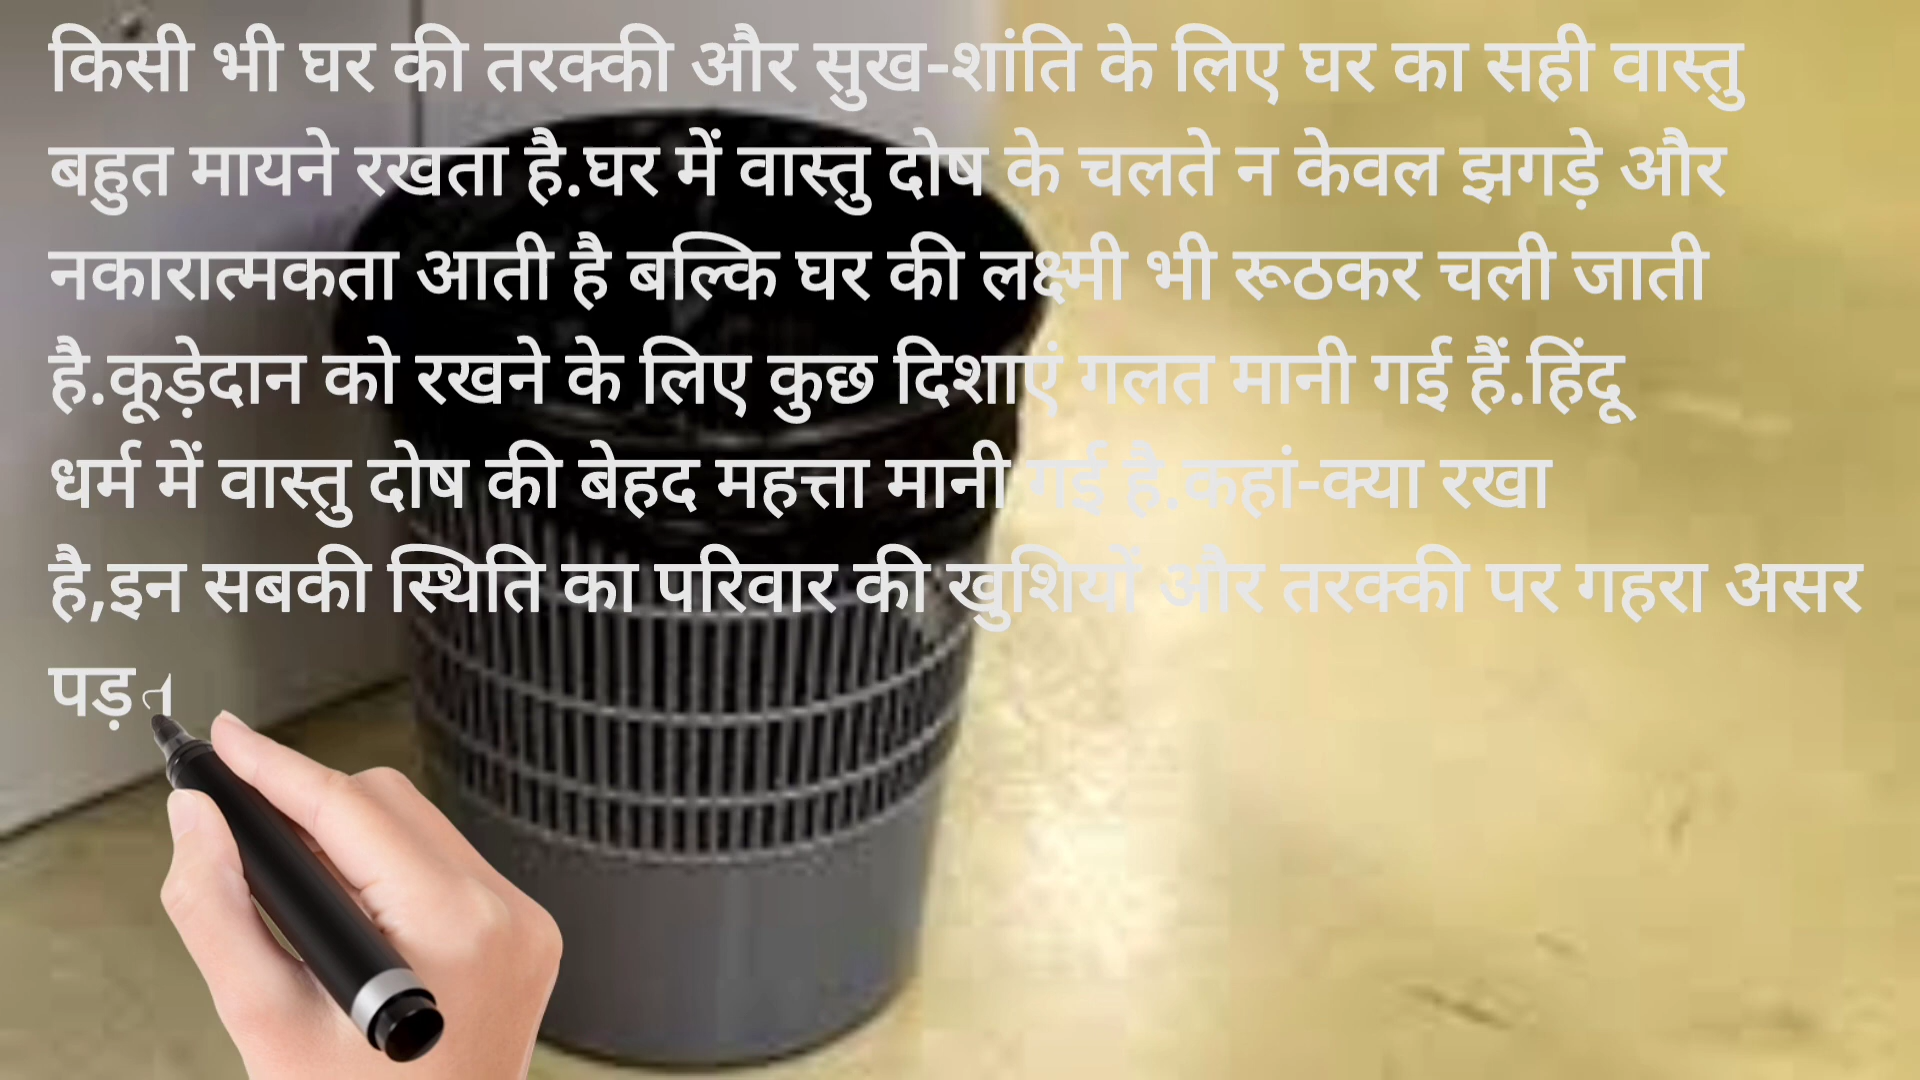 किसी भी घर की तरक्की और सुख-शांति के लिए घर का सही वास्तु
बहुत मायने रखता है.घर में वास्तु दोष के चलते न केवल झगड़े और
नकारात्मकता आती है बल्कि घर की लक्ष्मी भी रूठकर चली जाती
है.कूड़ेदान को रखने के लिए कुछ दिशाएं गलत मानी गई हैं.हिंदू
धर्म में वास्तु दोष की बेहद महत्ता मानी गई है.कहां-क्या रखा
है,इन सबकी स्थिति का परिवार की खुशियों और तरक्की पर गहरा असर
पड़